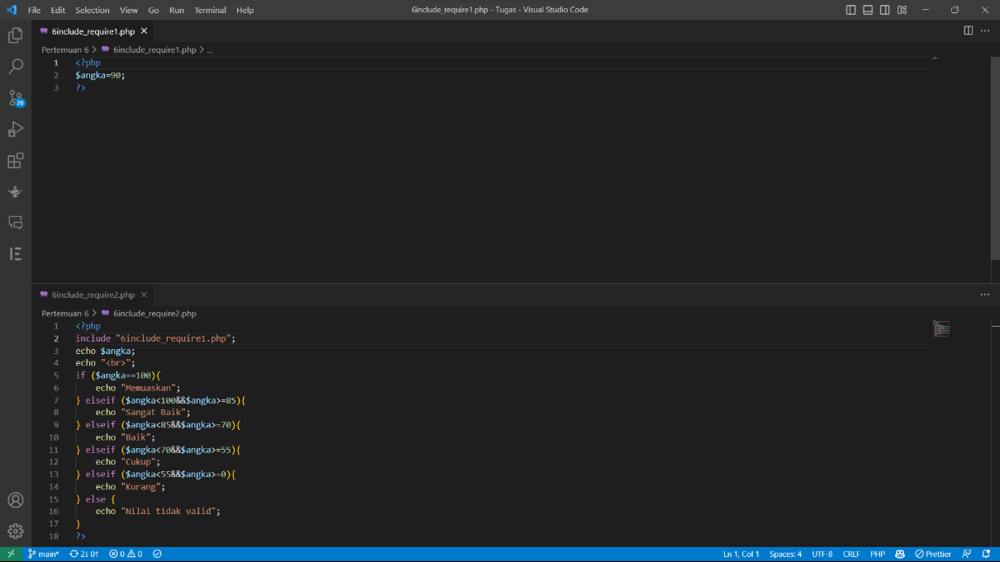 File Edit Selection View Go Run Terminal Help 6include_require1.php - Tugas - Visual Studio Code
6include_require1.php
Pertemuan 6 > 6include_require1.php > ...
1 <?php
2 $angka=90;
3 ?>
20
6include_require2.php
Pertemuan 6 > 6include_require2.php
1 <?php
2 include "6include_require1.php";
3 echo $angka;
4 echo "<br>";
5 if ($angka==100){
6 echo "Memuaskan";
7 } elseif ($angka<100&&$angka>=85){
8 echo "Sangat Baik";
9 } elseif ($angka<85&&$angka>=70){
10 echo "Baik";
11 } elseif ($angka<70&&$angka>=55){
12 echo "Cukup";
13 } elseif ($angka<55&&$angka>=0){
14 echo "Kurang";
15 } else {
16 echo "Nilai tidak valid";
17 }
18 ?>
main* 2↓ 0↑ 0 0 Ln 1, Col 1 Spaces: 4 UTF-8 CRLF PHP Prettier